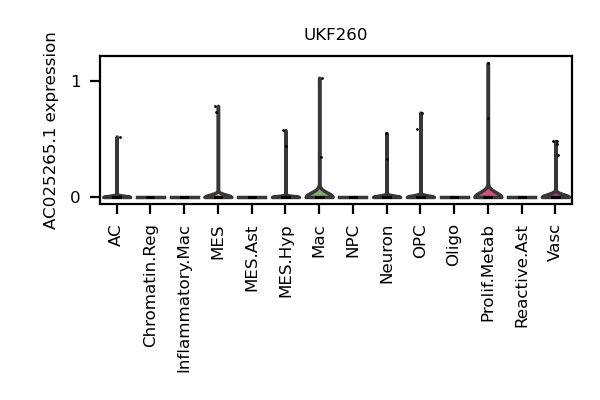 UKF260
AC025265.1 expression
1
0
AC
Chromatin.Reg
Inflammatory.Mac
MES
MES.Ast
MES.Hyp
Mac
NPC
Neuron
OPC
Oligo
Prolif.Metab
Reactive.Ast
Vasc